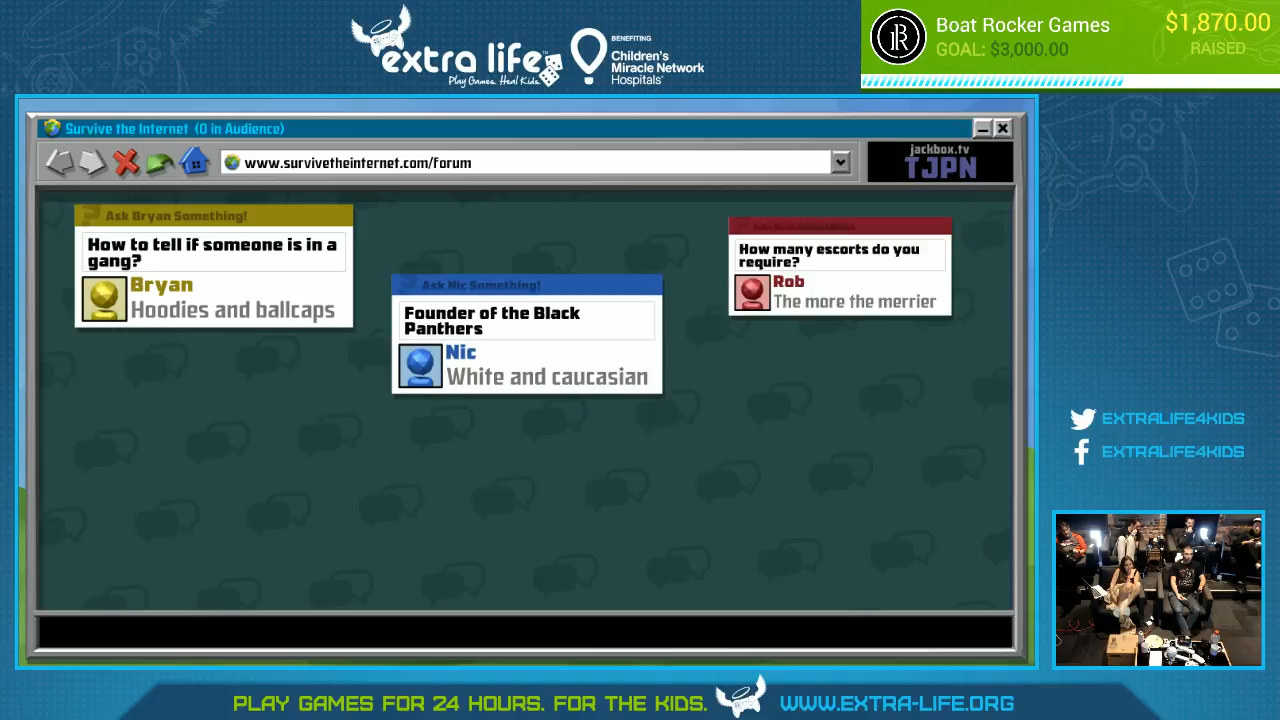 extra life
Play Games. Heal Kids.
BENEFITING
Children's
Miracle Network
Hospitals
Boat Rocker Games
GOAL: $3,000.00
$1,870.00
RAISED
Survive the Internet (0 in Audience)
www.survivetheinternet.com/forum
jackbox.tv
TJPN
Ask Bryan Something!
How to tell if someone is in a
gang?
Bryan
Hoodies and ballcaps
Ask Nic Something!
Founder of the Black
Panthers
Nic
White and caucasian
How many escorts do you
require?
Rob
The more the merrier
EXTRALIFE4KIDS
EXTRALIFE4KIDS
PLAY GAMES FOR 24 HOURS. FOR THE KIDS.
WWW.EXTRA-LIFE.ORG